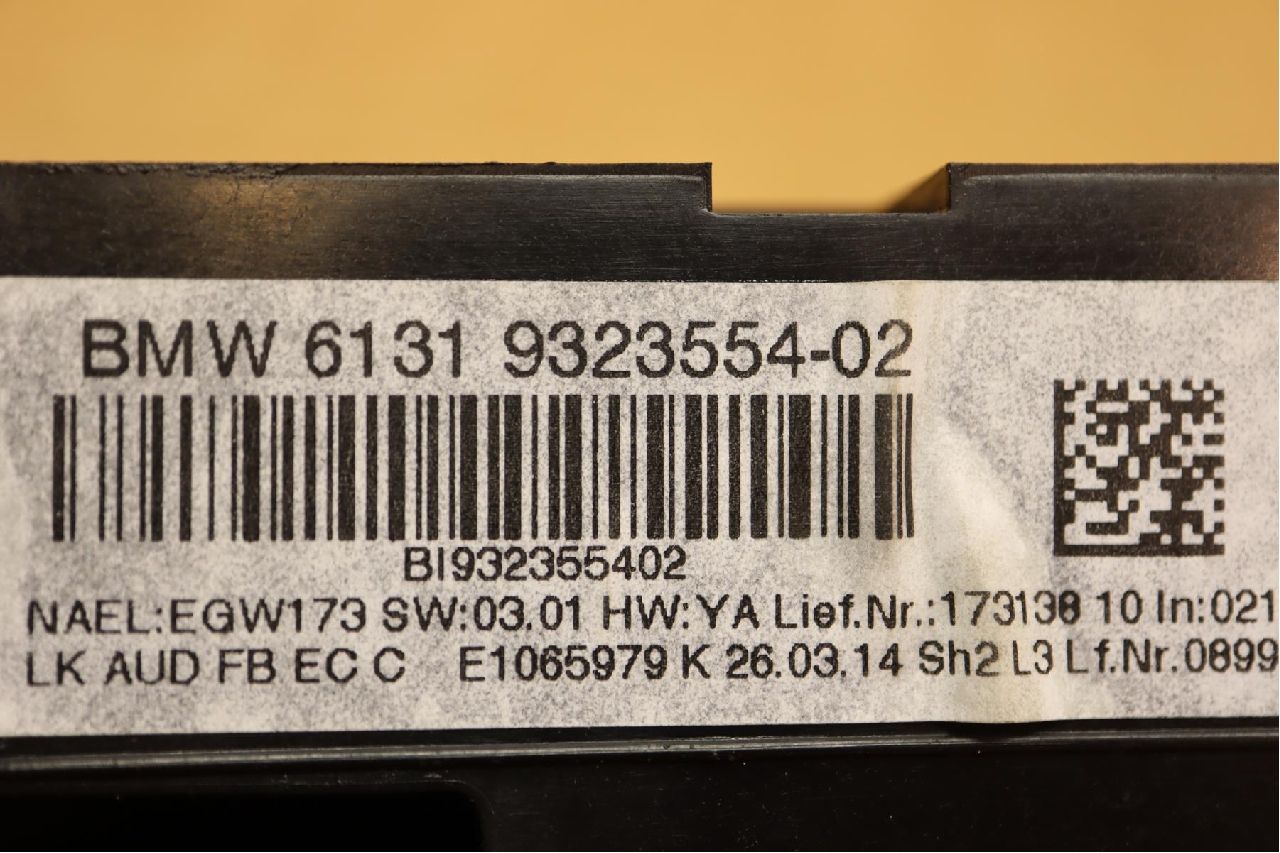 BMW 6131 9323554-02
BI932355402
NAEL:EGW173 SW:03.01 HW:YA Lief.Nr.:173138 10 In:021
LK AUD FB EC C E1065979 K 26.03.14 Sh2 L3 Lf.Nr.0899